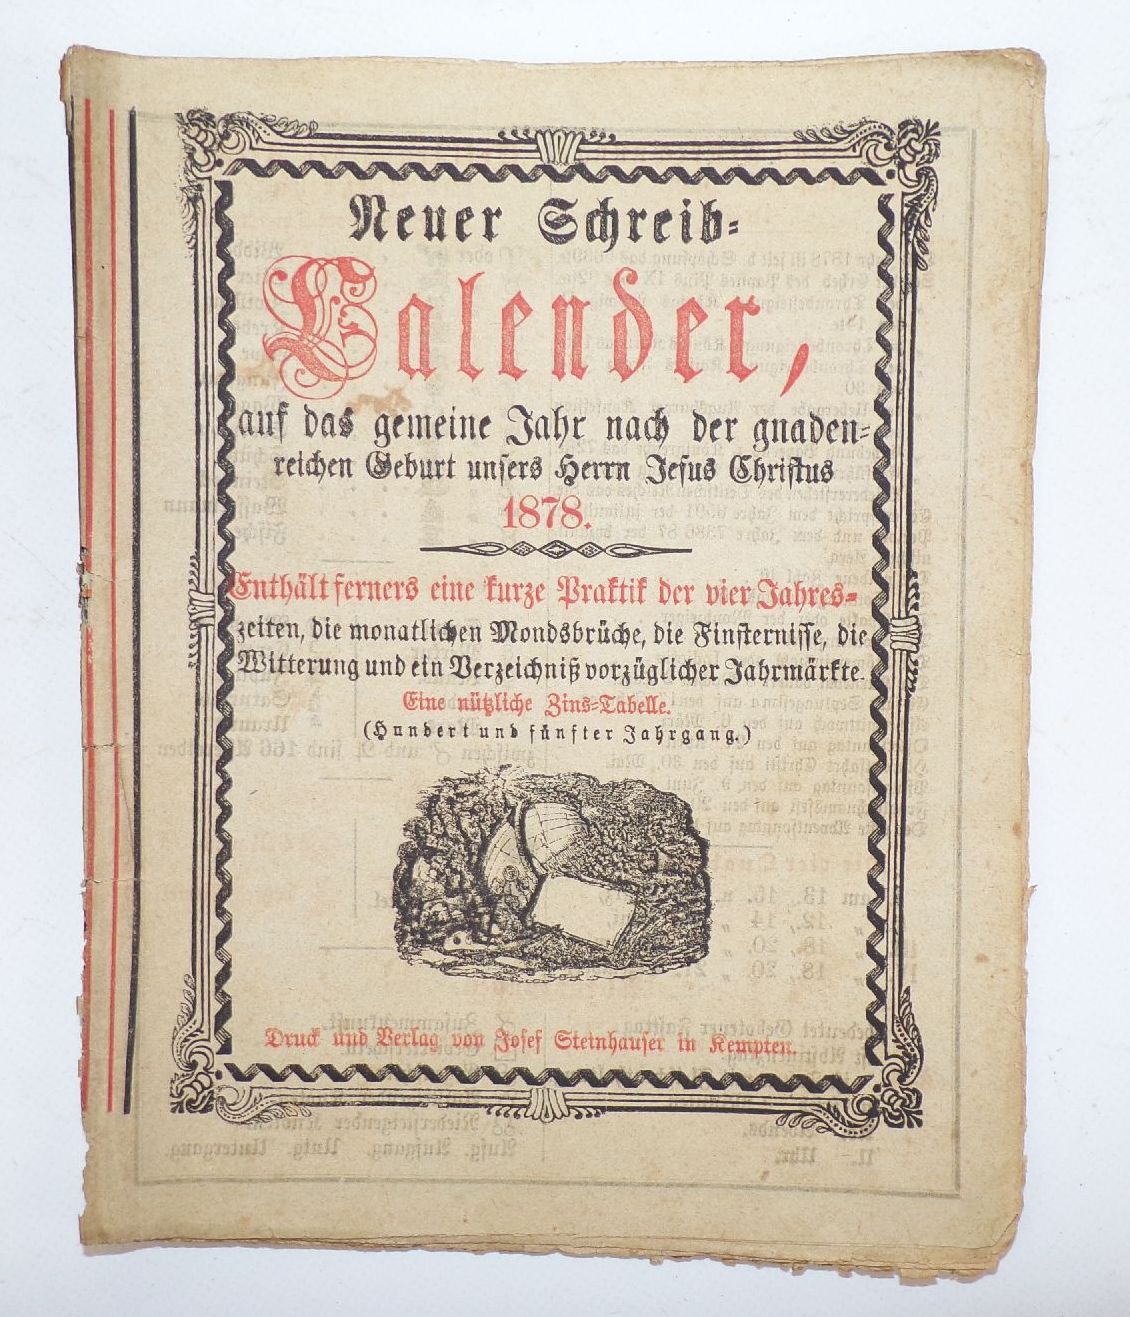 Neuer Schreib-
Calender,
auf das gemeine Jahr nach der gnaden-
reichen Geburt unsers Herrn Jesus Christus
1878.
Enthält ferners eine kurze Praktik der vier Jahres-
zeiten, die monatlichen Mondsbrüche, die Finsternisse, die
Witterung und ein Verzeichniß vorzüglicher Jahrmärkte.
Eine nützliche Zins-Tabelle.
(Hundert und fünfter Jahrgang.)
Druck und Verlag von Josef Steinhauser in Kempten.